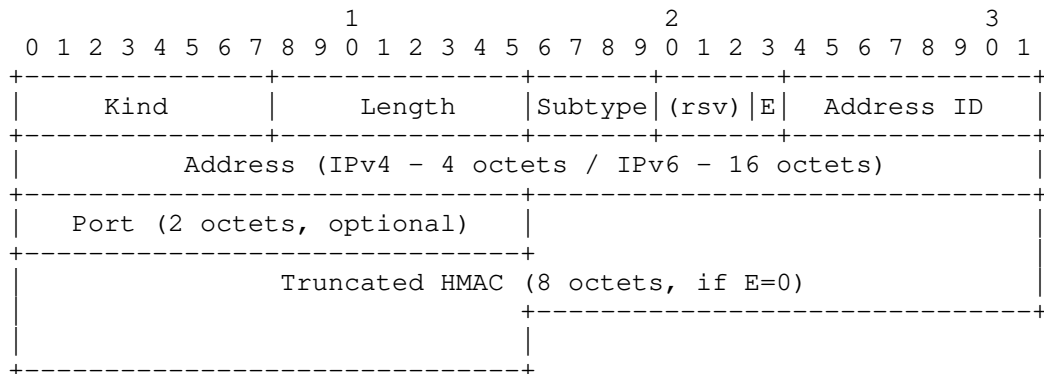 1                   2                   3
 0 1 2 3 4 5 6 7 8 9 0 1 2 3 4 5 6 7 8 9 0 1 2 3 4 5 6 7 8 9 0 1
+---------------+---------------+-------+-------+---------------+
|     Kind      |     Length    |Subtype|(rsv)|E|  Address ID   |
+---------------+---------------+-------+-------+---------------+
|          Address (IPv4 - 4 octets / IPv6 - 16 octets)         |
+-------------------------------+-------------------------------+
|   Port (2 octets, optional)   |                               |
+-------------------------------+                               |
|                Truncated HMAC (8 octets, if E=0)              |
|                               +-------------------------------+
|                               |
+-------------------------------+